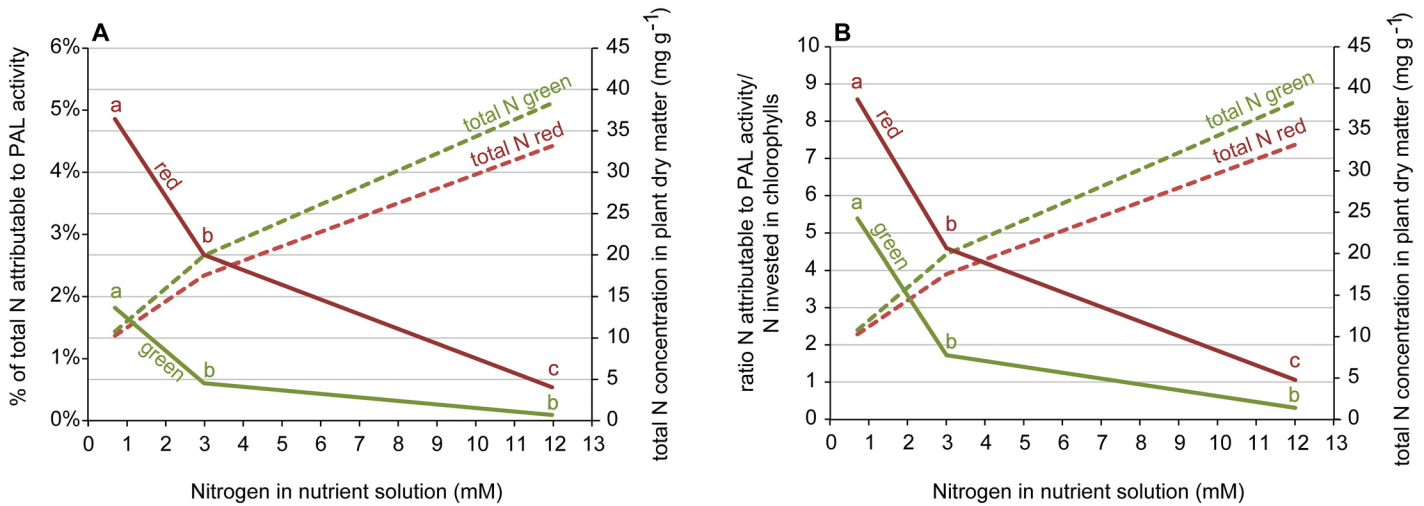 A
% of total N attributable to PAL activity
6%
5%
4%
3%
2%
1%
0%
a
red
b
c
a
green
b
b
total N green
total N red
45
40
35
30
25
20
15
10
5
0
total N concentration in plant dry matter (mg g⁻¹)
0 1 2 3 4 5 6 7 8 9 10 11 12 13
Nitrogen in nutrient solution (mM)
B
ratio N attributable to PAL activity/
N invested in chlorophylls
10
9
8
7
6
5
4
3
2
1
0
a
red
b
c
a
green
b
b
total N green
total N red
45
40
35
30
25
20
15
10
5
0
total N concentration in plant dry matter (mg g⁻¹)
0 1 2 3 4 5 6 7 8 9 10 11 12 13
Nitrogen in nutrient solution (mM)